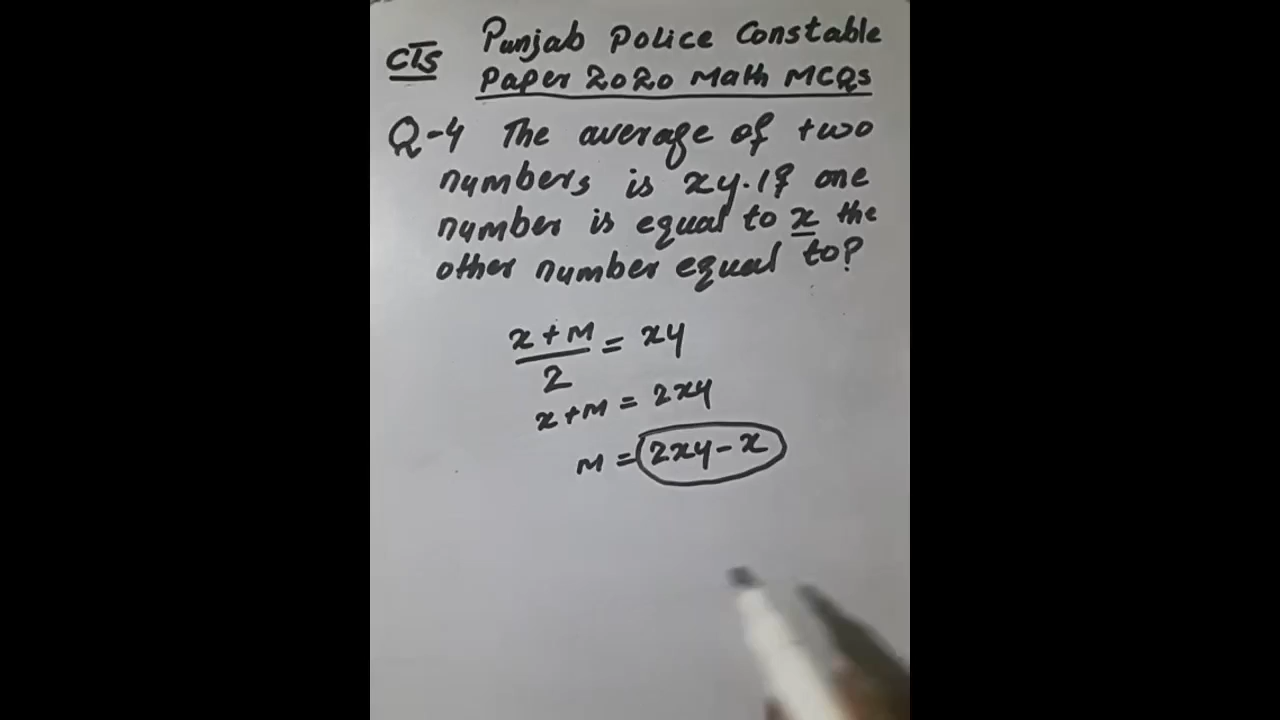 CTS Punjab Police Constable
Paper 2020 Math MCQs
Q-4 The average of two
numbers is xy. If one
number is equal to x the
other number equal to?
x+M/2 = xy
x+M = 2xy
M = 2xy-x